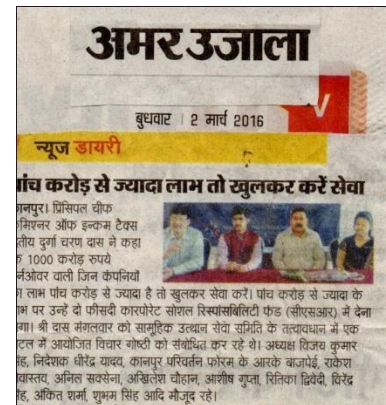 अमर उजाला
बुधवार । 2 मार्च 2016
न्यूज डायरी
पांच करोड़ से ज्यादा लाभ तो खुलकर करें सेवा
कानपुर। प्रिंसिपल चीफ
कमिश्नर ऑफ इन्कम टैक्स
तीय दुर्गा चरण दास ने कहा
कि 1000 करोड़ रुपये
टर्नओवर वाली जिन कंपनियों
का लाभ पांच करोड़ से ज्यादा है तो खुलकर सेवा करें। पांच करोड़ से ज्यादा के
लाभ पर उन्हें दो फीसदी कारपोरेट सोशल रिस्पांसबिलिटी फंड (सीएसआर) में देना
होगा। श्री दास मंगलवार को सामूहिक उत्थान सेवा समिति के तत्वावधान में एक
होटल में आयोजित विचार गोष्ठी को संबोधित कर रहे थे। अध्यक्ष विजय कुमार
सिंह, निदेशक धीरेंद्र यादव, कानपुर परिवर्तन फोरम के आरके बाजपेई, राकेश
श्रीवास्तव, अनिल सक्सेना, अखिलेश चौहान, आशीष गुप्ता, रितिका द्विवेदी, विरेंद्र
सिंह, अंकित शर्मा, शुभम सिंह आदि मौजूद रहे।